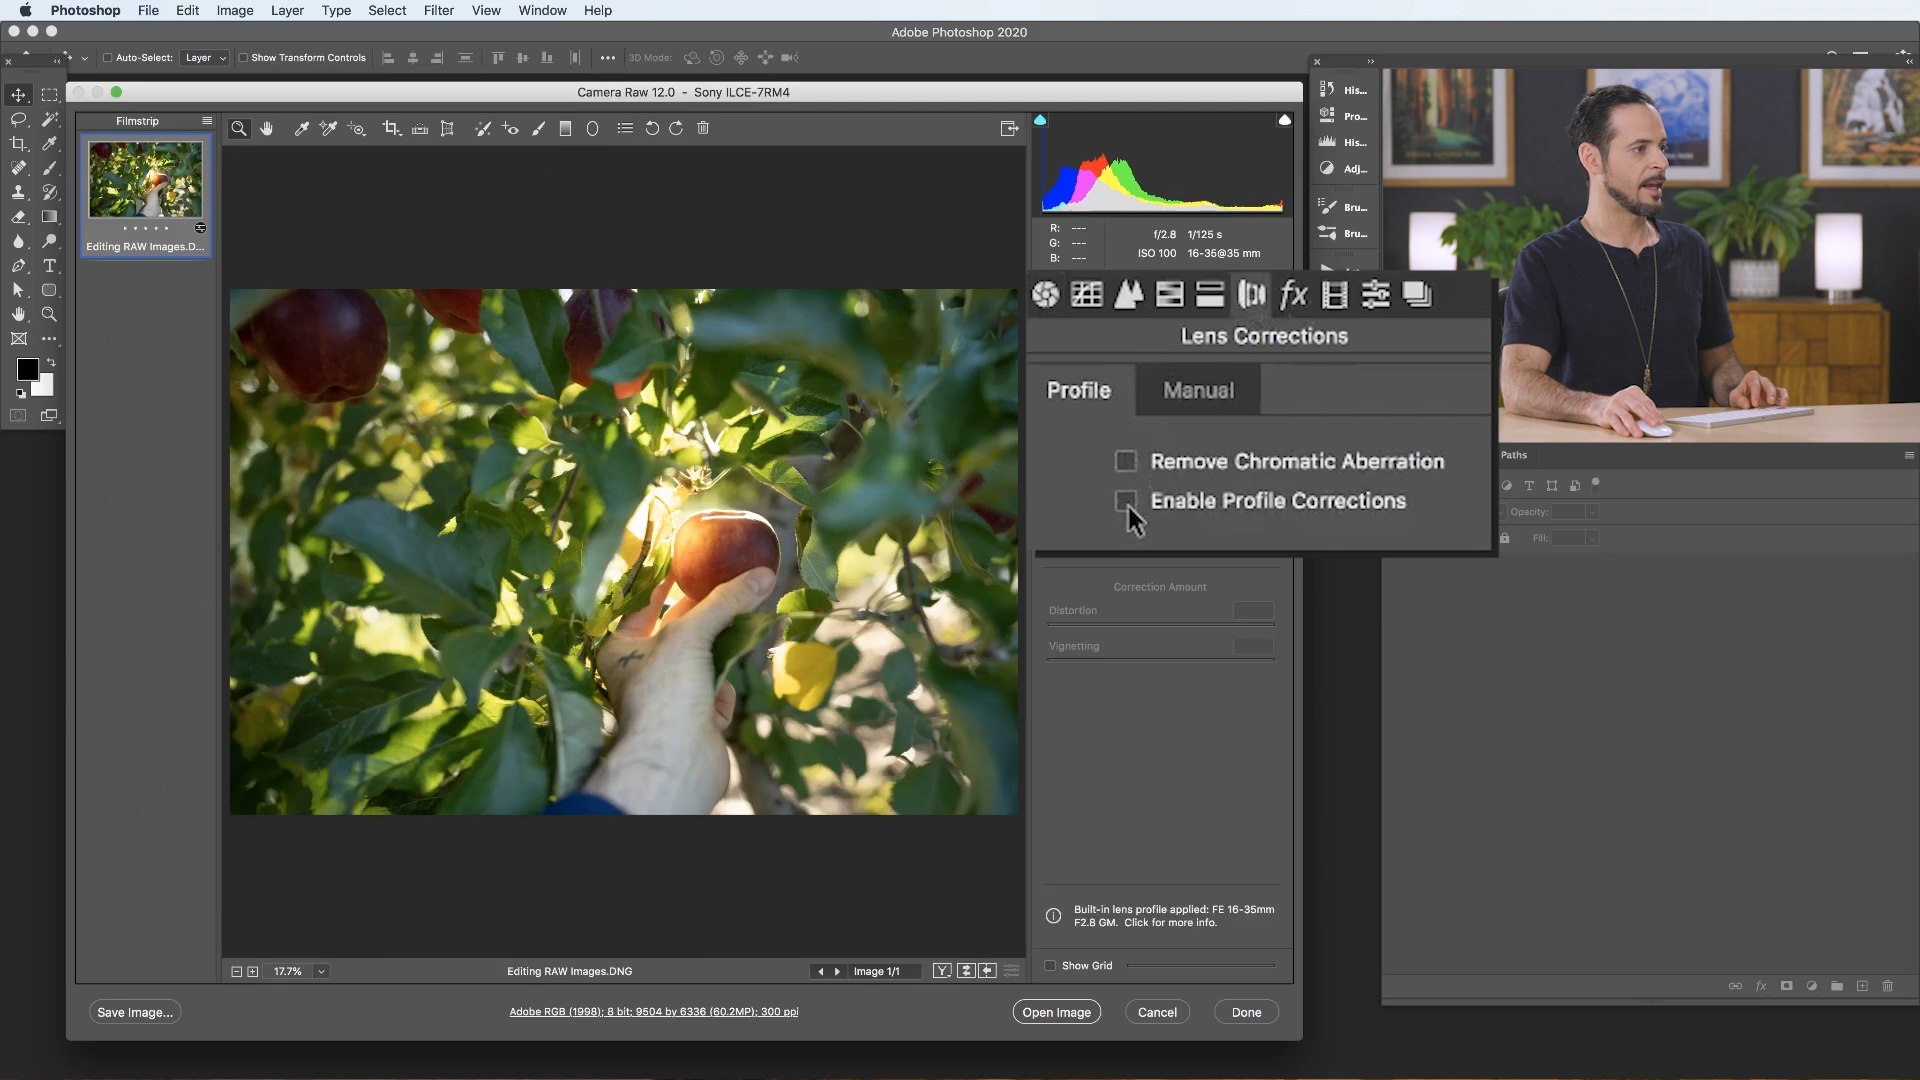 Photoshop File Edit Image Layer Type Select Filter View Window Help
Adobe Photoshop 2020
Auto-Select: Layer Show Transform Controls 3D Mode:
Camera Raw 12.0 - Sony ILCE-7RM4
Filmstrip
Editing RAW Images.D...
R: ---
G: ---
B: ---
f/2.8 1/125 s
ISO 100 16-35@35 mm
His...
Pro...
His...
Adj...
Bru...
Bru...
fx
Lens Corrections
Profile Manual
Remove Chromatic Aberration
Enable Profile Corrections
Correction Amount
Distortion
Vignetting
Built-in lens profile applied: FE 16-35mm
F2.8 GM. Click for more info.
Show Grid
17.7%
Editing RAW Images.DNG
Image 1/1
Y
Save Image...
Adobe RGB (1998); 8 bit; 9504 by 6336 (60.2MP); 300 ppi
Open Image Cancel Done
Paths
Opacity:
Fill:
fx